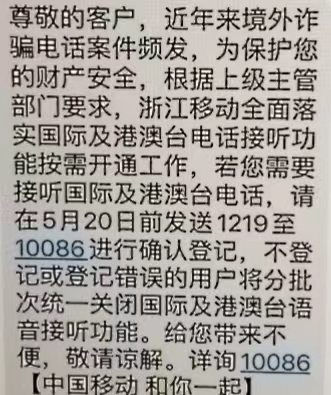 尊敬的客户，近年来境外诈
骗电话案件频发，为保护您
的财产安全，根据上级主管
部门要求，浙江移动全面落
实国际及港澳台电话接听功
能按需开通工作，若您需要
接听国际及港澳台电话，请
在5月20日前发送1219至
10086进行确认登记，不登
记或登记错误的用户将分批
次统一关闭国际及港澳台语
音接听功能。给您带来不
便，敬请谅解。详询10086
【中国移动 和你一起】